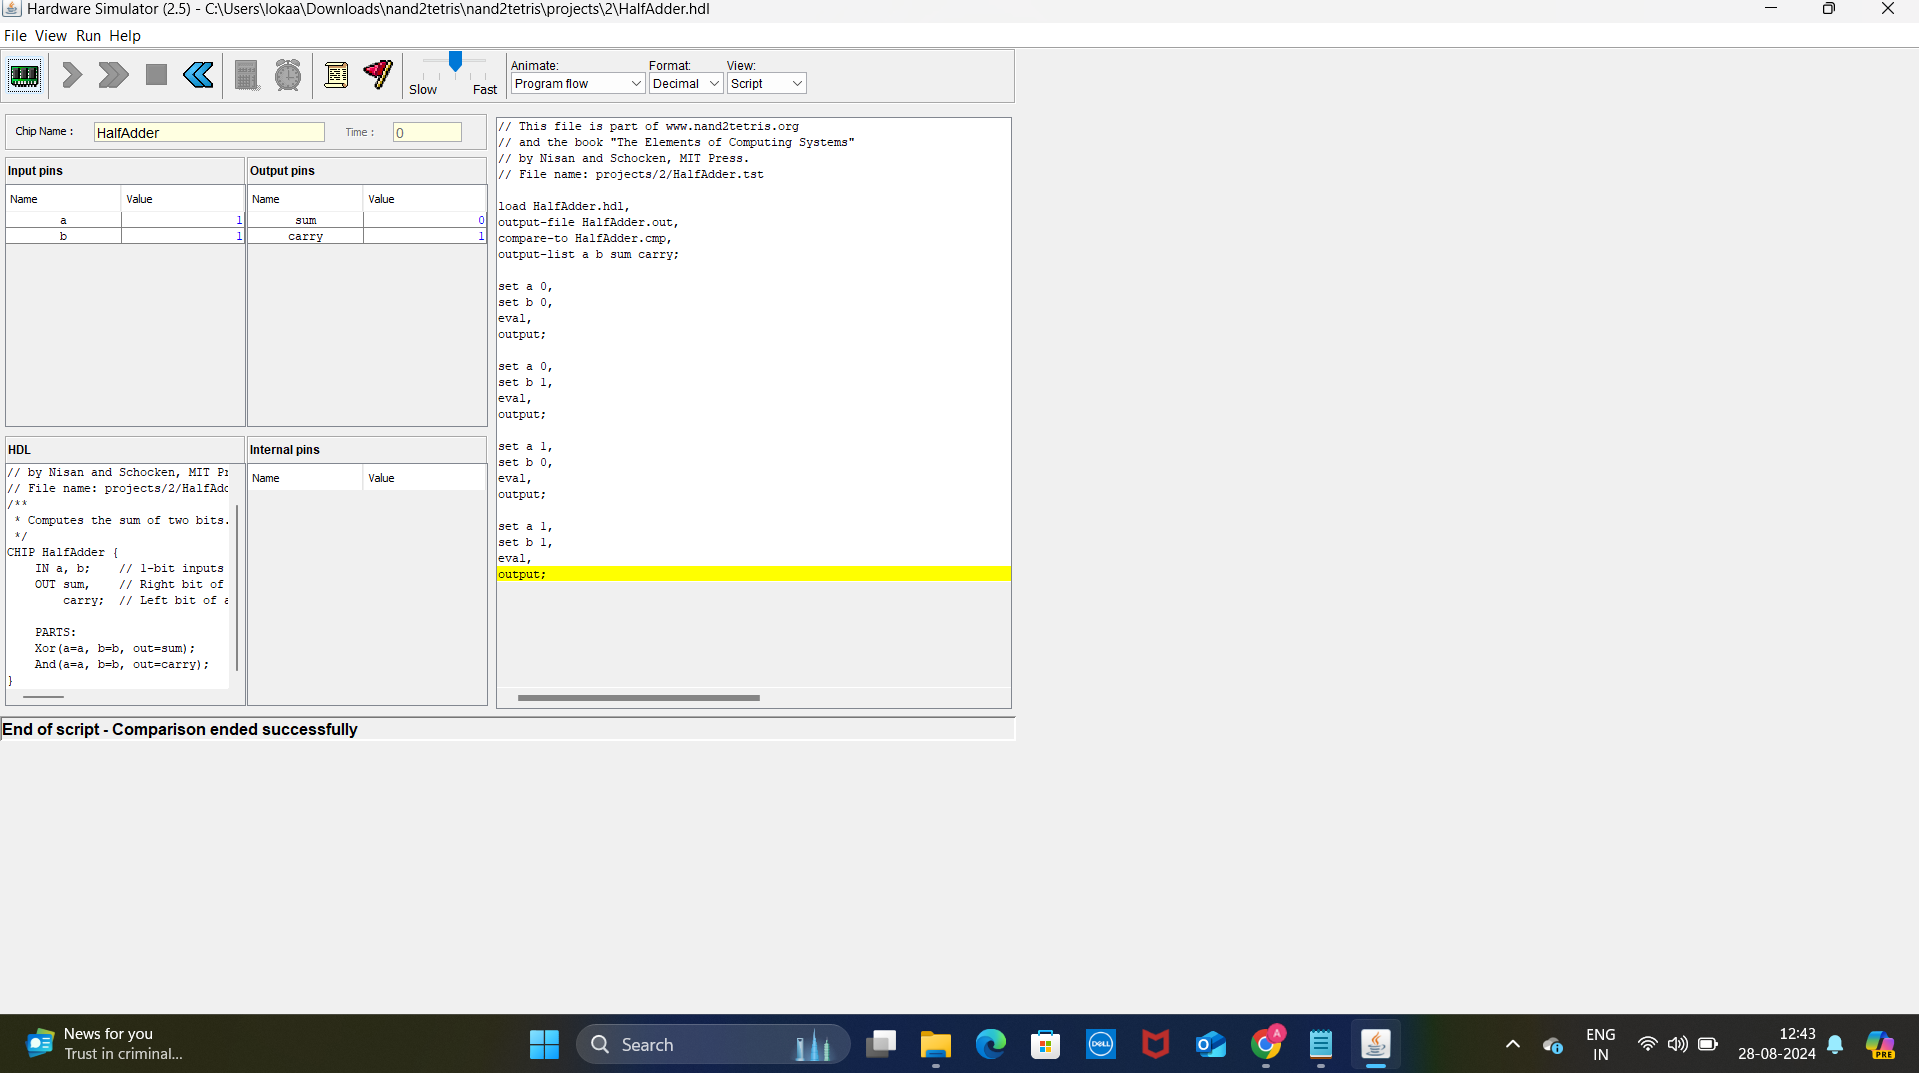 Hardware Simulator (2.5) - C:\Users\lokaa\Downloads\nand2tetris\nand2tetris\projects\2\HalfAdder.hdl
File View Run Help
Animate: Format: View:
Slow Fast Program flow Decimal Script
Chip Name : HalfAdder Time : 0
Input pins Output pins
Name Value Name Value
a 1 sum 0
b 1 carry 1
HDL Internal pins
Name Value
// by Nisan and Schocken, MIT Pr
// File name: projects/2/HalfAdd
/**
* Computes the sum of two bits.
*/
CHIP HalfAdder {
IN a, b; // 1-bit inputs
OUT sum, // Right bit of
carry; // Left bit of a
PARTS:
Xor(a=a, b=b, out=sum);
And(a=a, b=b, out=carry);
}
// This file is part of www.nand2tetris.org
// and the book "The Elements of Computing Systems"
// by Nisan and Schocken, MIT Press.
// File name: projects/2/HalfAdder.tst
load HalfAdder.hdl,
output-file HalfAdder.out,
compare-to HalfAdder.cmp,
output-list a b sum carry;
set a 0,
set b 0,
eval,
output;
set a 0,
set b 1,
eval,
output;
set a 1,
set b 0,
eval,
output;
set a 1,
set b 1,
eval,
output;
End of script - Comparison ended successfully
News for you
Trust in criminal...
Search
DELL
A
ENG
IN
12:43
28-08-2024
PRE